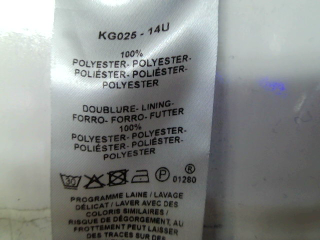 KG025 - 14U
100%
POLYESTER- POLYESTER-
POLIÉSTER- POLIÉSTER-
POLYESTER
DOUBLURE- LINING-
FORRO- FORRO- FUTTER
100%
POLYESTER- POLYESTER-
POLIÉSTER- POLIÉSTER-
POLYESTER
P ®
01280
PROGRAMME LAINE / LAVAGE
DÉLICAT / LAVER AVEC DES
COLORIS SIMILAIRES /
RISQUE DE DÉGORGEMENT, AU
FROTTEMENT PEUT LAISSER
DES TRACES